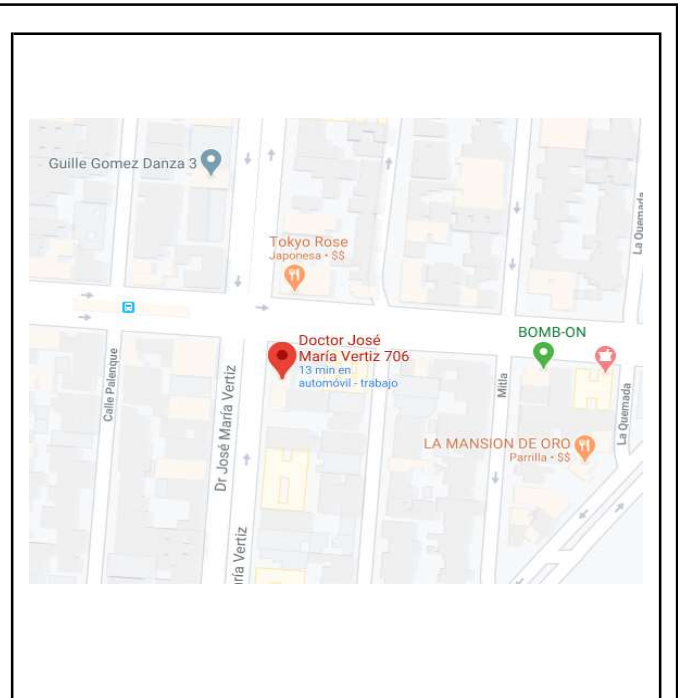 Guille Gomez Danza 3
La Quemada
Tokyo Rose
Japonesa • $$
BOMB-ON
Doctor José
María Vertiz 706
13 min en
automóvil - trabajo
Calle Palenque
Dr José María Vertiz
Mitla
La Quemada
LA MANSION DE ORO
Parrilla • $$
ría Vertiz